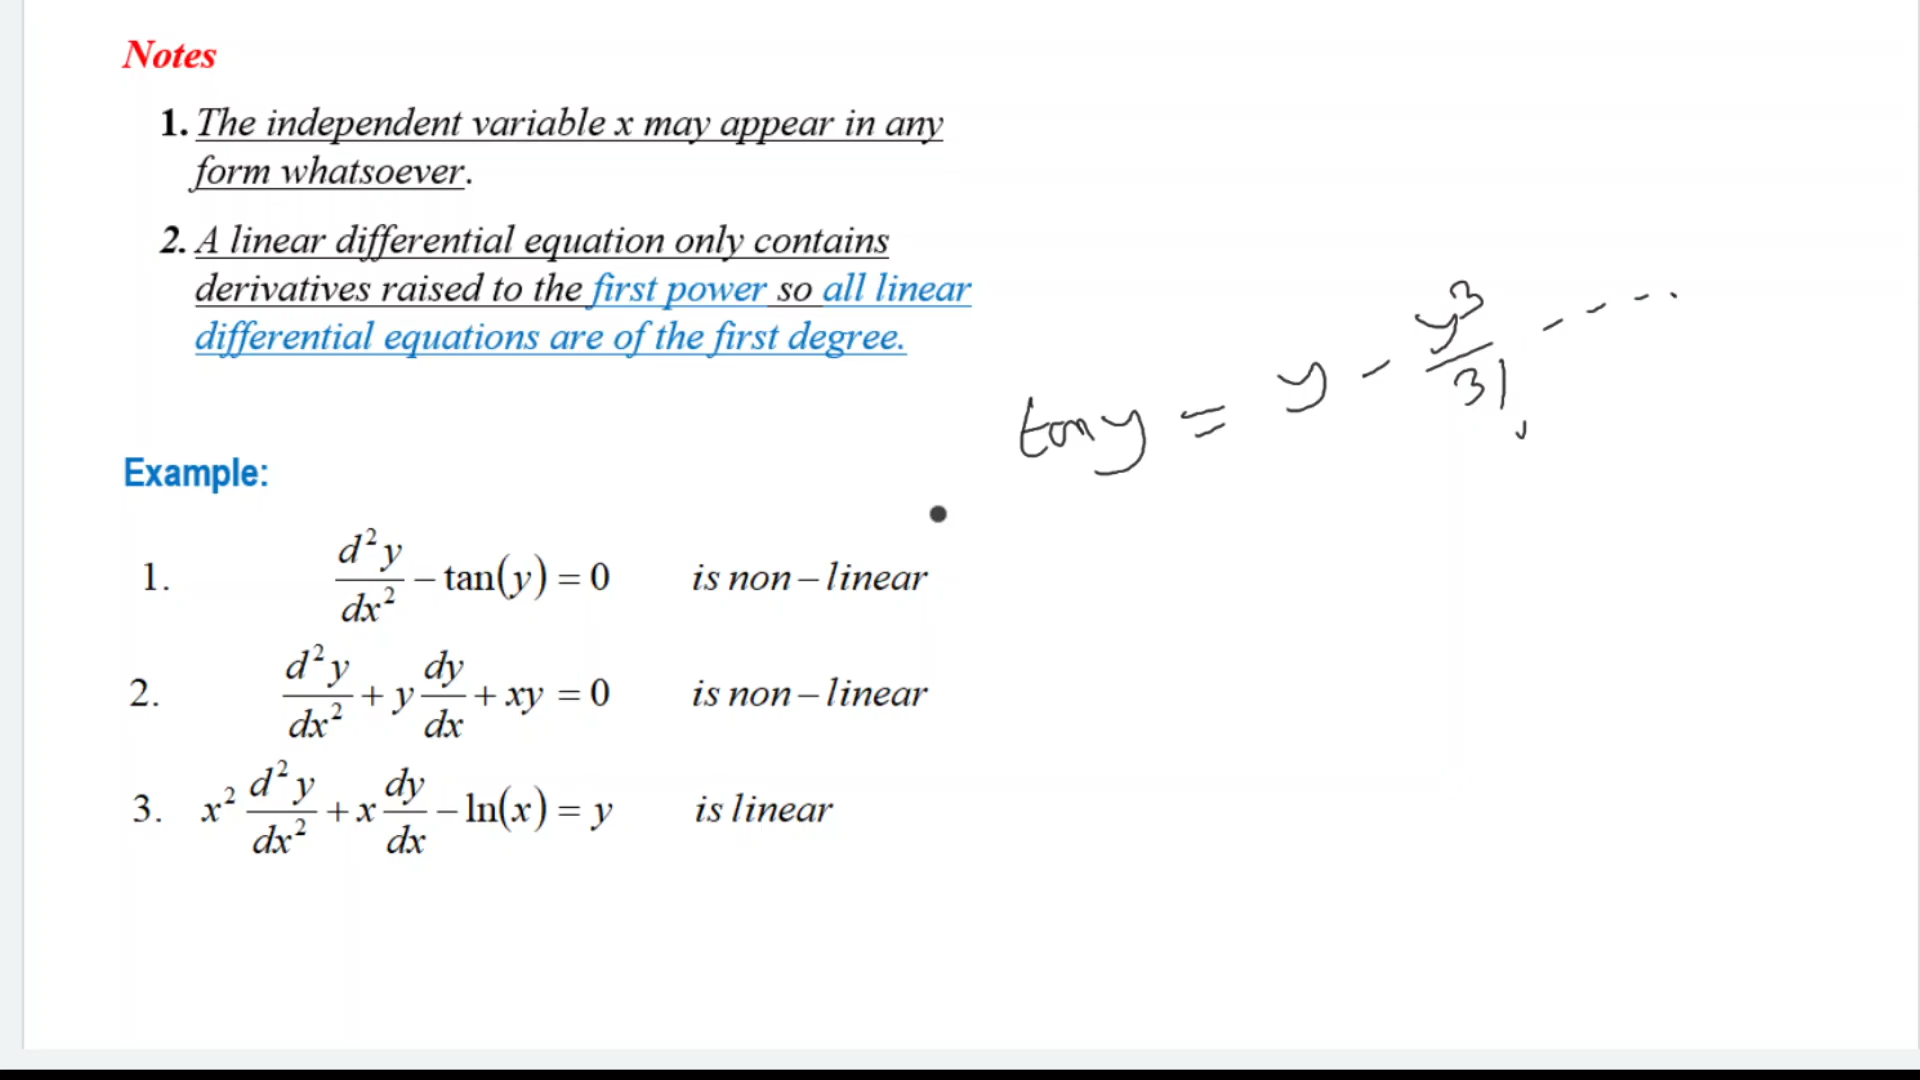 Notes
1. The independent variable x may appear in any
form whatsoever.
2. A linear differential equation only contains
derivatives raised to the first power so all linear
differential equations are of the first degree.
tan y = y - y³/3! - - - ..
Example:
1. d²y/dx² − tan(y) = 0 is non−linear
2. d²y/dx² + y dy/dx + xy = 0 is non−linear
3. x² d²y/dx² + x dy/dx − ln(x) = y is linear